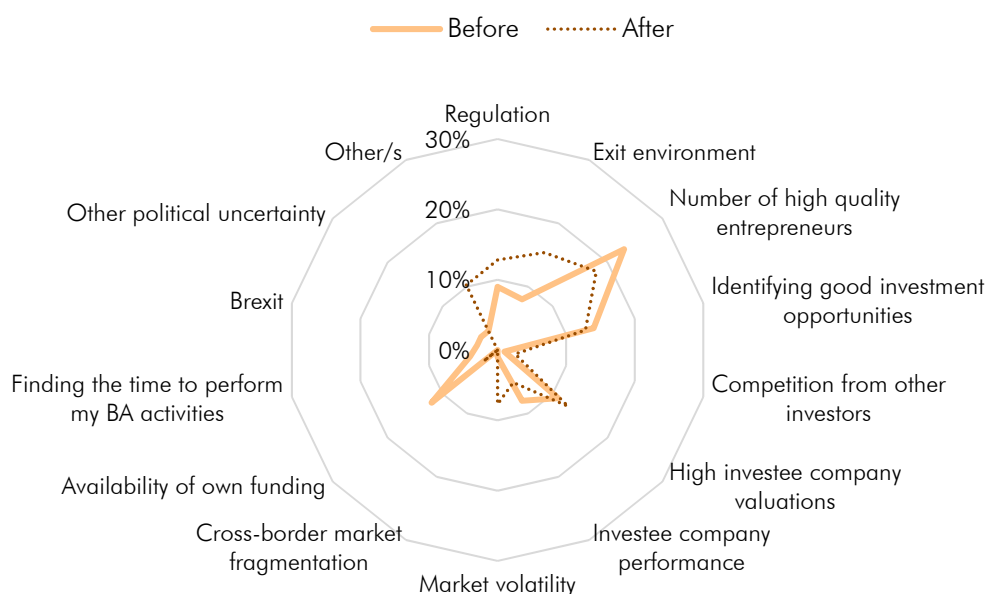 Before
After
Regulation
30%
Other/s
Exit environment
Number of high quality
entrepreneurs
Other political uncertainty
20%
10%
Identifying good investment
opportunities
Brexit
0%
Finding the time to perform
my BA activities
Competition from other
investors
Availability of own funding
High investee company
valuations
Cross-border market
fragmentation
Investee company
performance
Market volatility